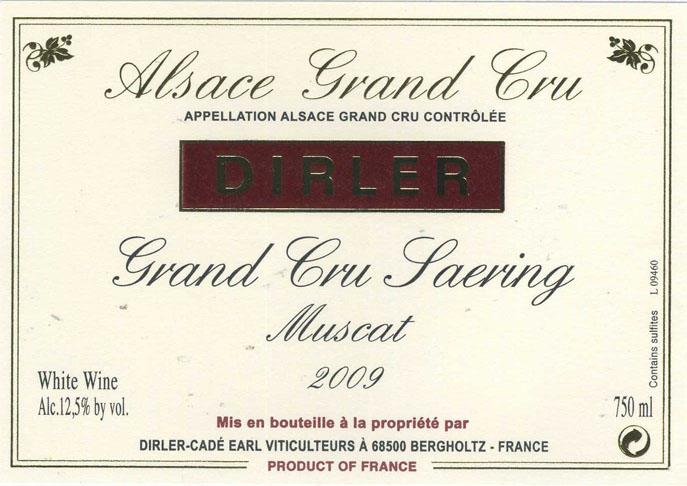 Alsace Grand Cru
APPELLATION ALSACE GRAND CRU CONTRÔLÉE
DIRLER
Grand Cru Saering
Muscat
2009
White Wine
Alc.12,5% by vol.
Contains sulfites L 09460
750 ml
Mis en bouteille à la propriété par
DIRLER-CADÉ EARL VITICULTEURS À 68500 BERGHOLTZ - FRANCE
PRODUCT OF FRANCE